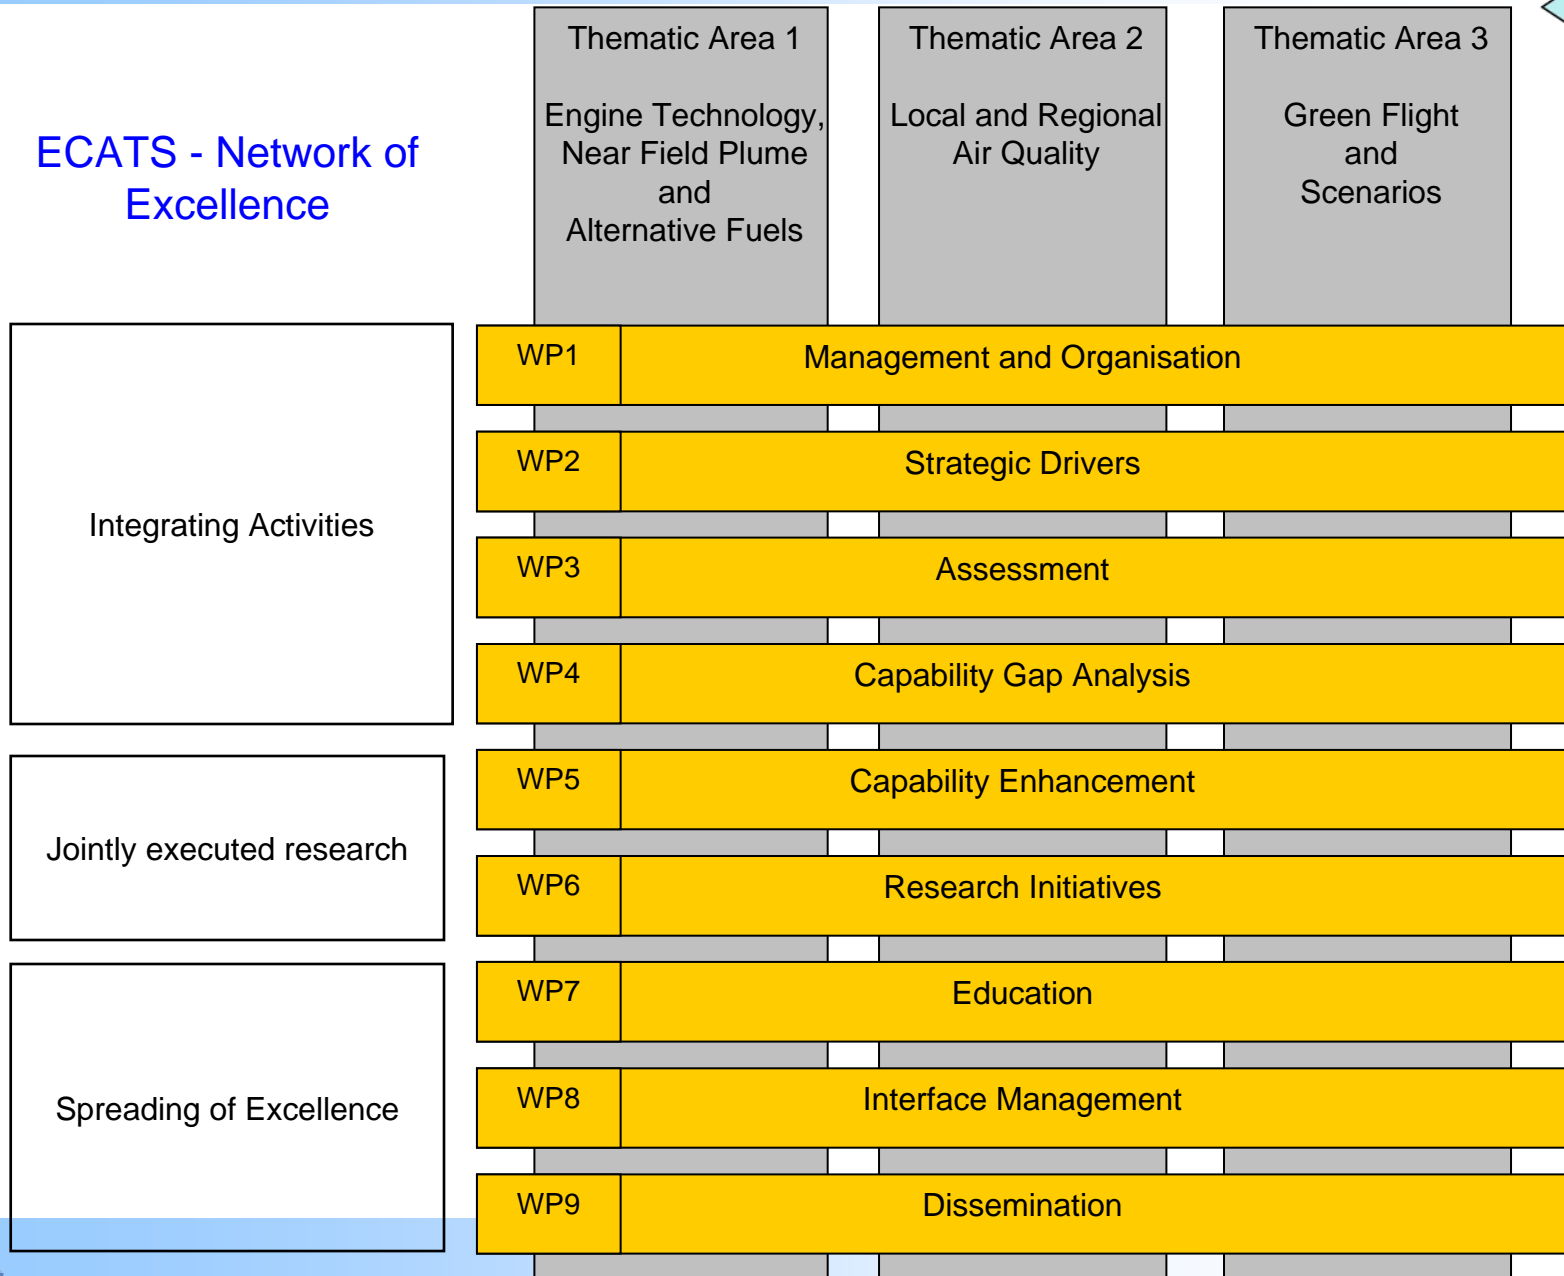 ECATS - Network of
Excellence
Thematic Area 1
Engine Technology,
Near Field Plume
and
Alternative Fuels
Thematic Area 2
Local and Regional
Air Quality
Thematic Area 3
Green Flight
and
Scenarios
Integrating Activities
WP1 Management and Organisation
WP2 Strategic Drivers
WP3 Assessment
WP4 Capability Gap Analysis
Jointly executed research
WP5 Capability Enhancement
WP6 Research Initiatives
Spreading of Excellence
WP7 Education
WP8 Interface Management
WP9 Dissemination